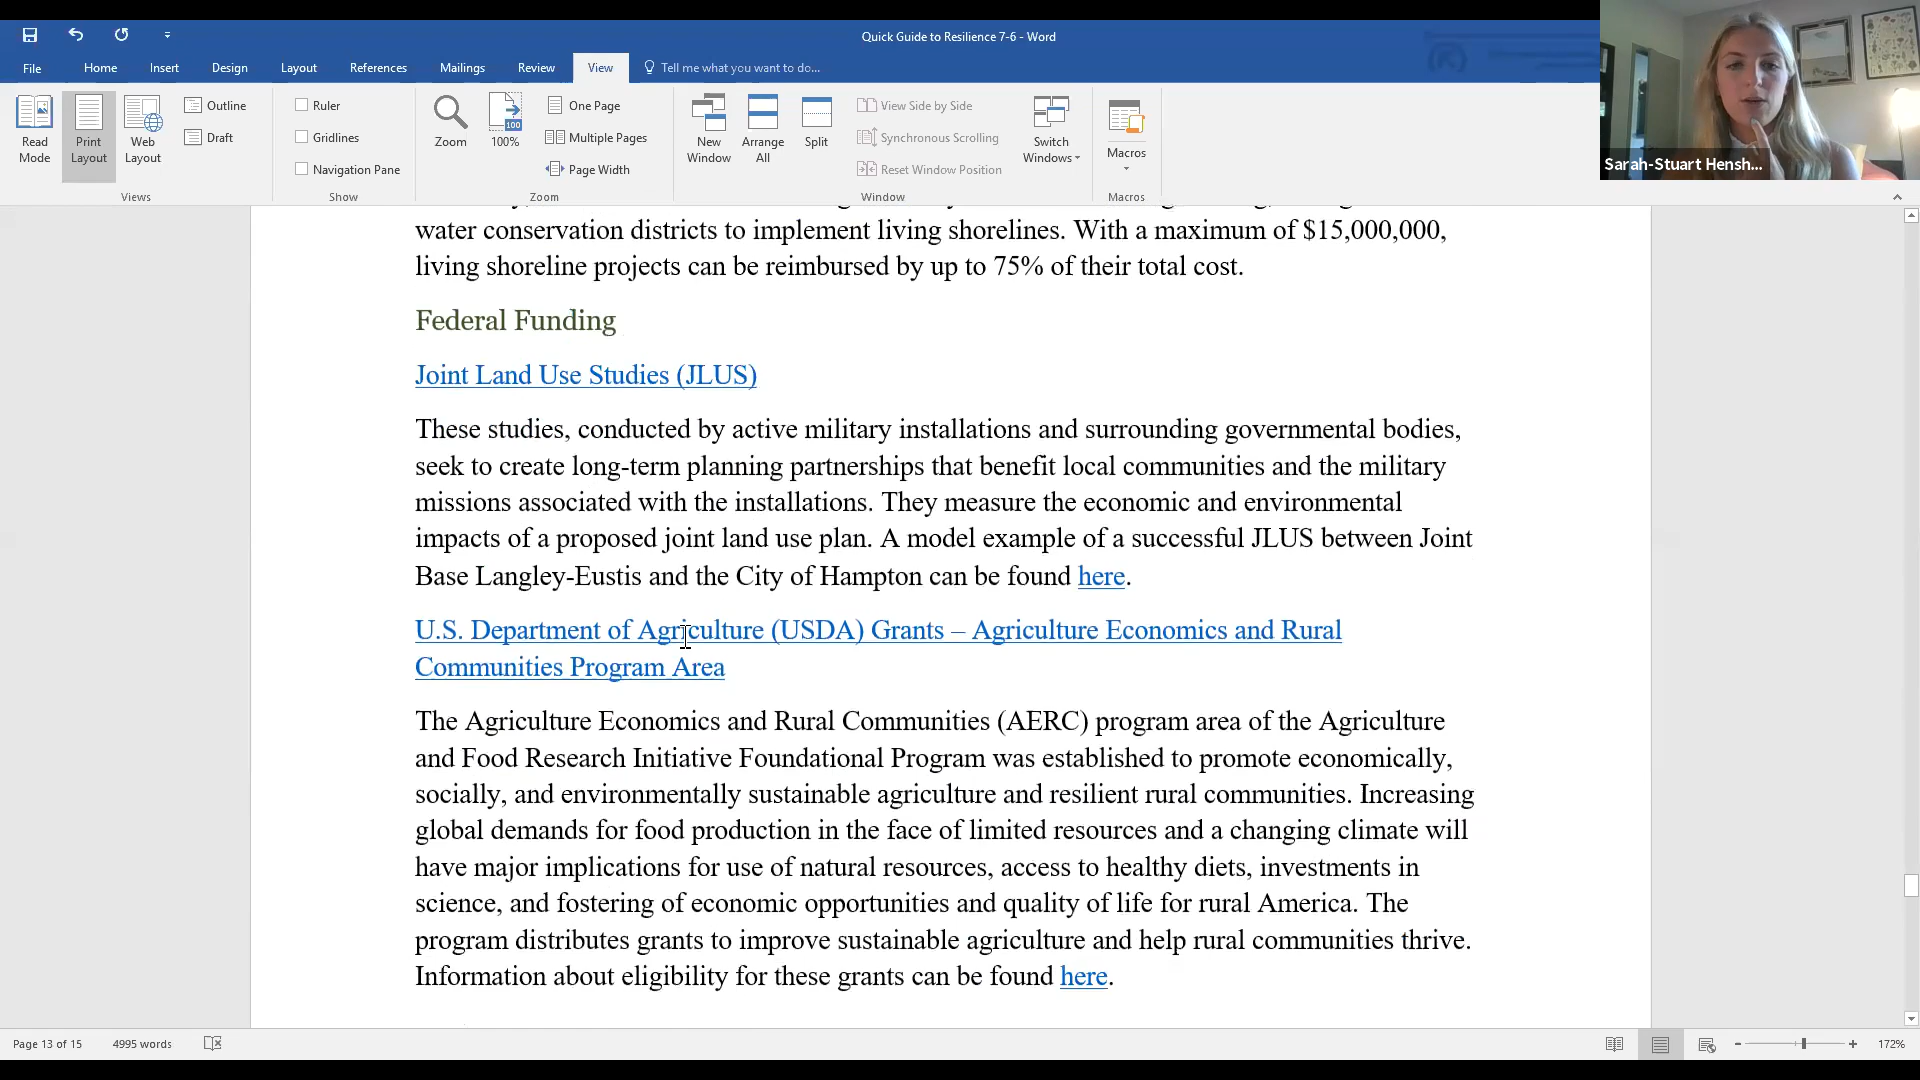 Quick Guide to Resilience 7-6 - Word
File Home Insert Design Layout References Mailings Review View Tell me what you want to do...
Read Mode
Print Layout
Web Layout
Outline
Draft
Views
Ruler
Gridlines
Navigation Pane
Show
Zoom
100
100%
One Page
Multiple Pages
Page Width
Zoom
New Window
Arrange All
Split
View Side by Side
Synchronous Scrolling
Reset Window Position
Window
Switch Windows
Macros
Macros
Sarah-Stuart Hensh...
water conservation districts to implement living shorelines. With a maximum of $15,000,000,
living shoreline projects can be reimbursed by up to 75% of their total cost.
Federal Funding
Joint Land Use Studies (JLUS)
These studies, conducted by active military installations and surrounding governmental bodies,
seek to create long-term planning partnerships that benefit local communities and the military
missions associated with the installations. They measure the economic and environmental
impacts of a proposed joint land use plan. A model example of a successful JLUS between Joint
Base Langley-Eustis and the City of Hampton can be found here.
U.S. Department of Agriculture (USDA) Grants – Agriculture Economics and Rural
Communities Program Area
The Agriculture Economics and Rural Communities (AERC) program area of the Agriculture
and Food Research Initiative Foundational Program was established to promote economically,
socially, and environmentally sustainable agriculture and resilient rural communities. Increasing
global demands for food production in the face of limited resources and a changing climate will
have major implications for use of natural resources, access to healthy diets, investments in
science, and fostering of economic opportunities and quality of life for rural America. The
program distributes grants to improve sustainable agriculture and help rural communities thrive.
Information about eligibility for these grants can be found here.
Page 13 of 15 4995 words 172%